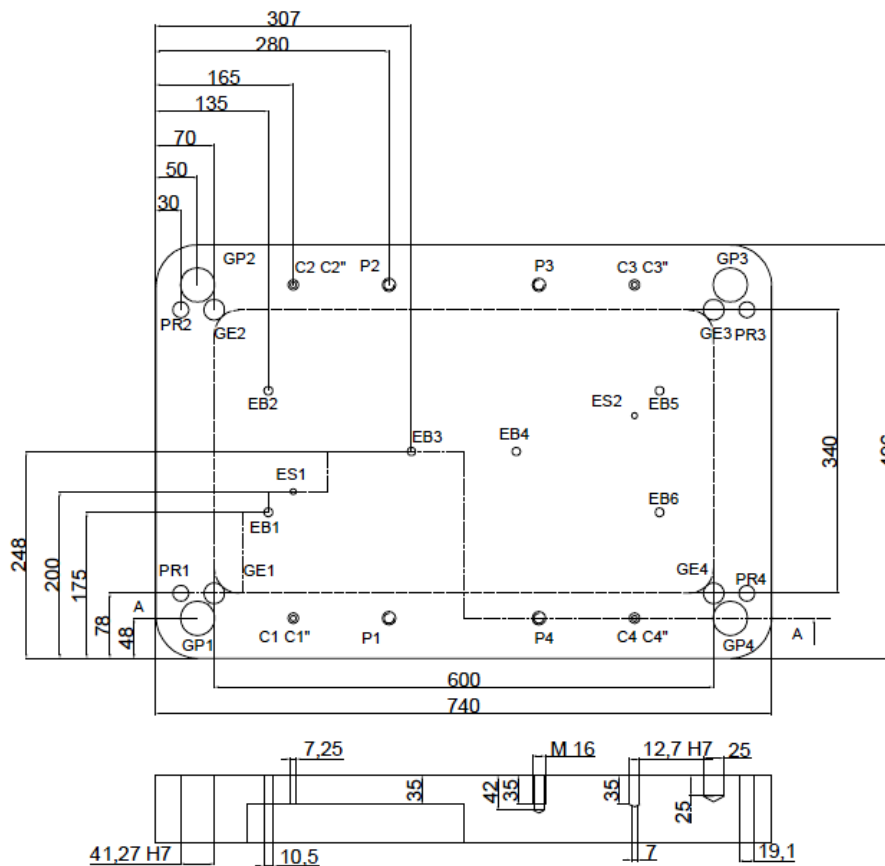 307
280
165
135
70
50
30
GP2
C2 C2"
P2
P3
C3 C3"
GP3
PR2
GE2
GE3
PR3
EB2
ES2
EB5
EB3
EB4
340
ES1
EB1
EB6
248
200
175
78
48
PR1
GE1
GE4
PR4
A
GP1
C1 C1"
P1
P4
C4 C4"
GP4
A
600
740
7,25
M 16
12,7 H7
25
35
42
35
35
25
41,27 H7
10,5
7
19,1